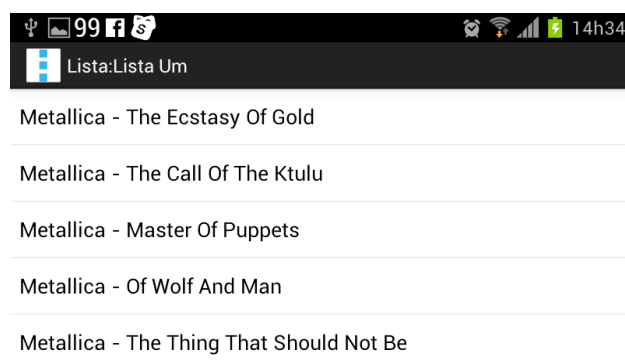 99 14h34
Lista:Lista Um
Metallica - The Ecstasy Of Gold
Metallica - The Call Of The Ktulu
Metallica - Master Of Puppets
Metallica - Of Wolf And Man
Metallica - The Thing That Should Not Be